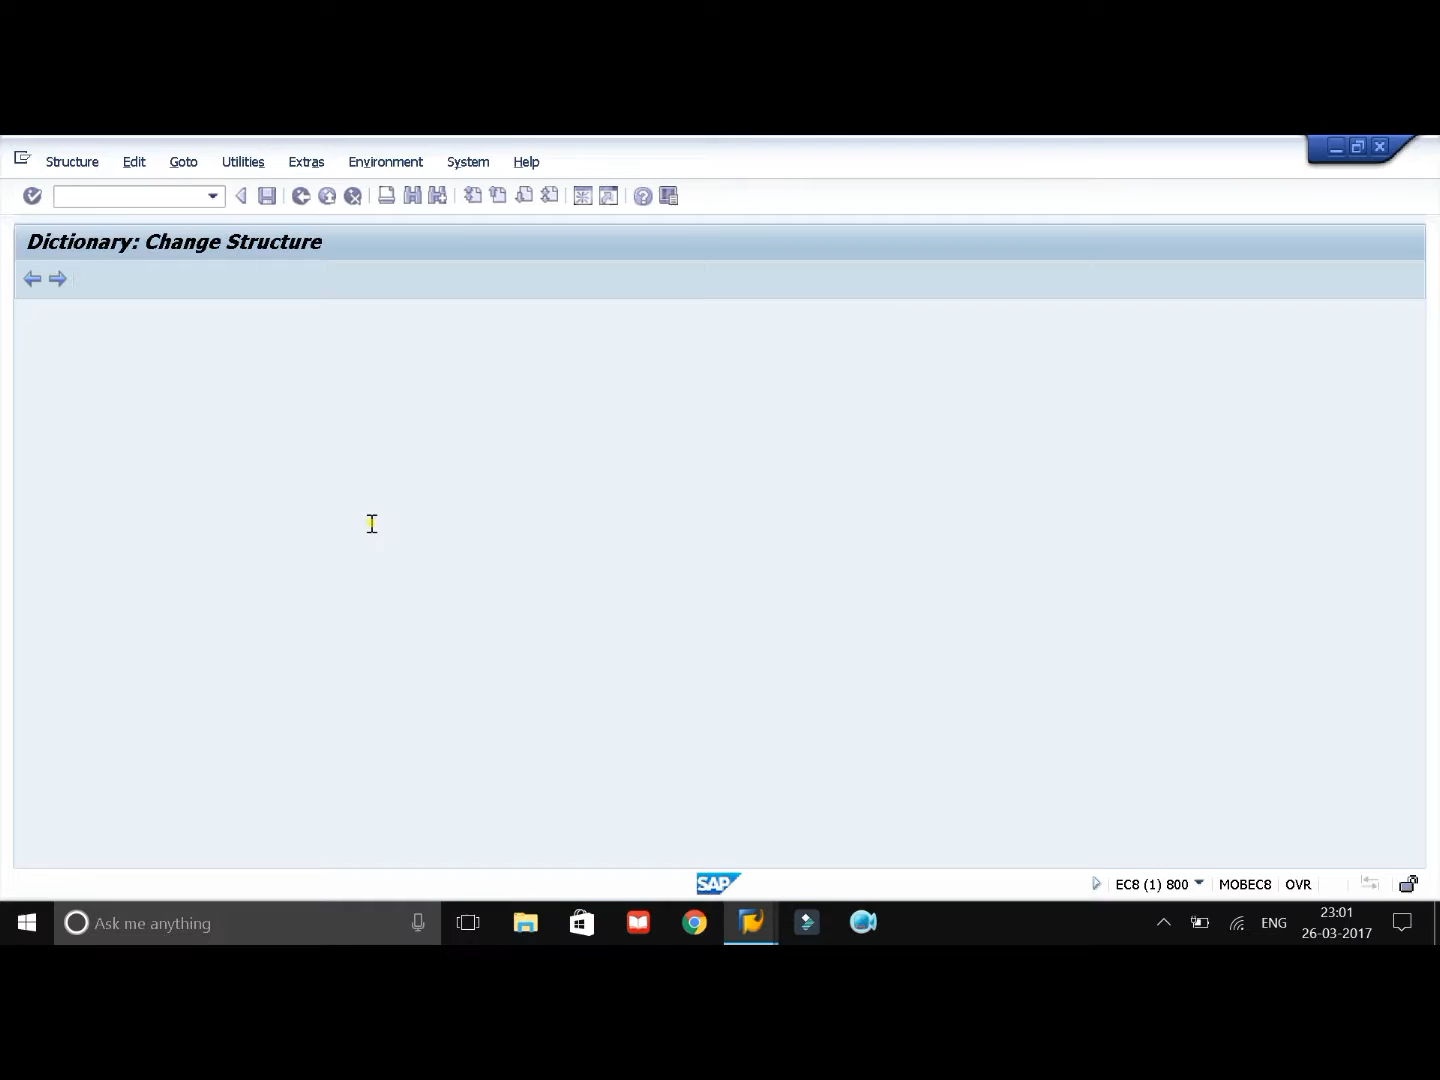 Structure Edit Goto Utilities Extras Environment System Help
Dictionary: Change Structure
SAP
EC8 (1) 800 MOBEC8 OVR
Ask me anything
ENG
23:01
26-03-2017